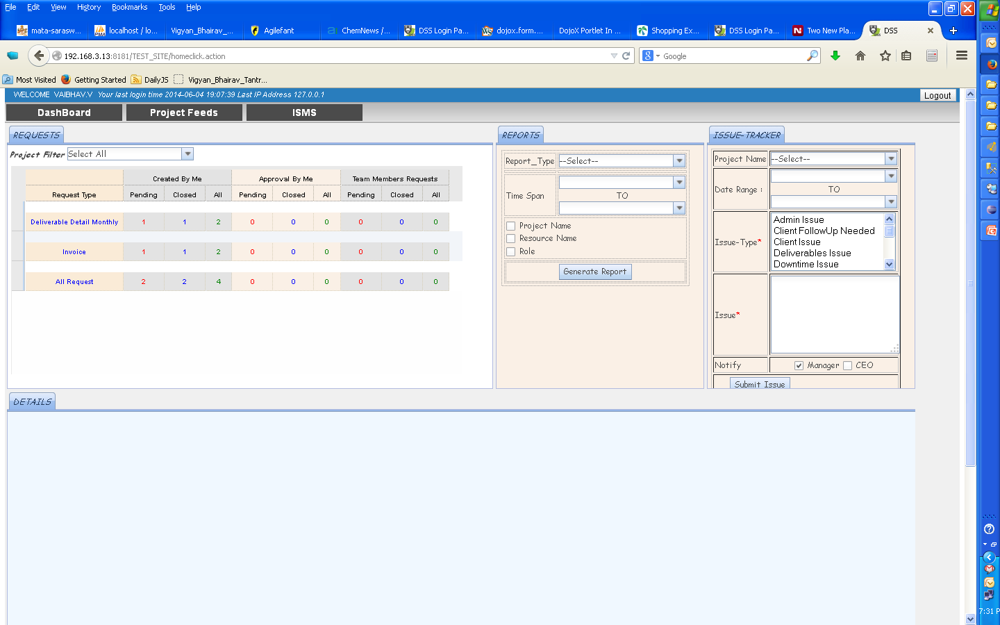 File Edit View History Bookmarks Tools Help
mata-sarasw... localhost / lo... Vigyan_Bhairav_... Agilefant ChemNews /... DSS Login Pa... dojox.form.... DojoX Portlet In ... Shopping Ex... DSS Login Pa... Two New Pla... DSS
192.168.3.13:8181/TEST_SITE/homeclick.action
Google
Most Visited Getting Started DailyJS Vigyan_Bhairav_Tantr...
WELCOME VAIBHAV.V Your last login time 2014-06-04 19:07:39 Last IP Address 127.0.0.1
Logout
DashBoard Project Feeds ISMS
REQUESTS
Project Filter Select All
Created By Me Approval By Me Team Members Requests
Request Type Pending Closed All Pending Closed All Pending Closed All
Deliverable Detail Monthly 1 1 2 0 0 0 0 0 0
Invoice 1 1 2 0 0 0 0 0 0
All Request 2 2 4 0 0 0 0 0 0
REPORTS
Report_Type --Select--
Time Span
TO
Project Name
Resource Name
Role
Generate Report
ISSUE-TRACKER
Project Name --Select--
Date Range :
TO
Issue-Type*
Admin Issue
Client FollowUp Needed
Client Issue
Deliverables Issue
Downtime Issue
Issue*
Notify Manager CEO
Submit Issue
DETAILS
7:31 P